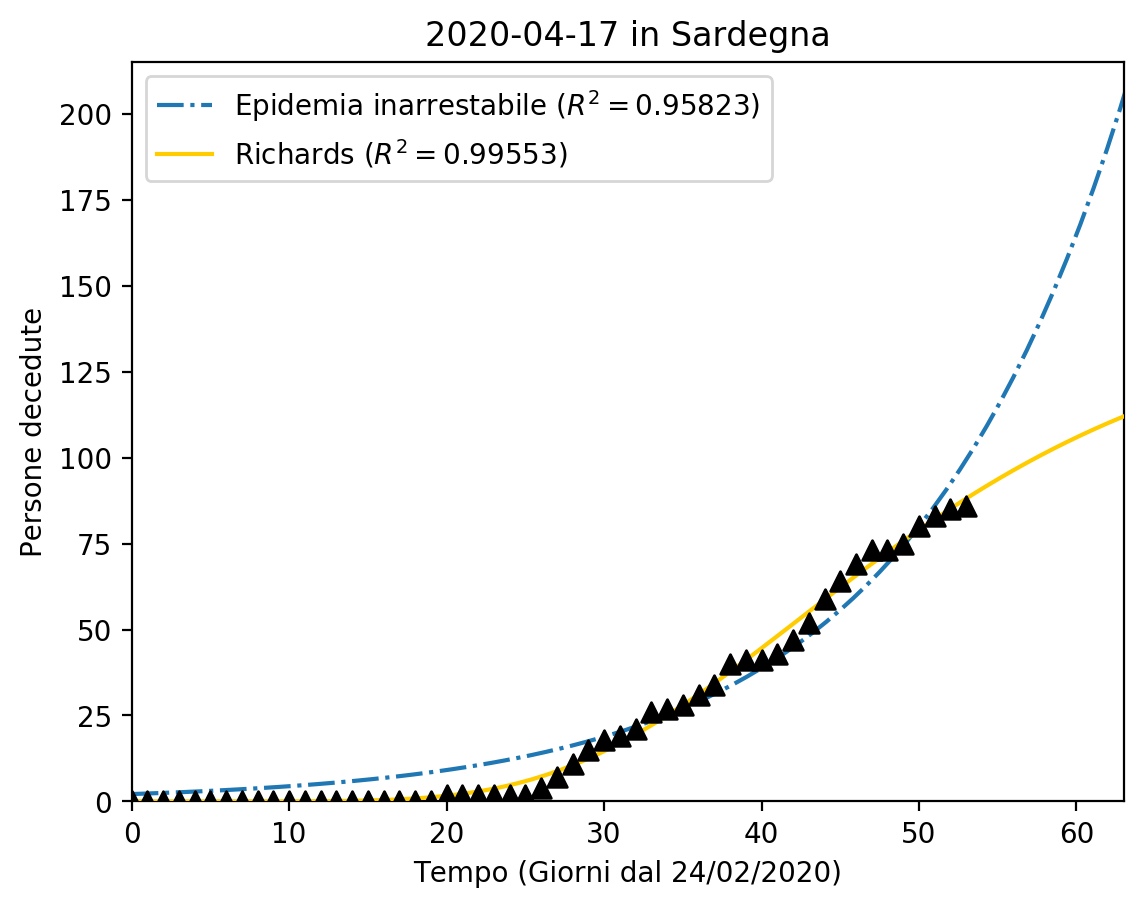 2020-04-17 in Sardegna
Epidemia inarrestabile (R² = 0.95823)
Richards (R² = 0.99553)
200
175
150
125
100
75
50
25
0
Persone decedute
0 10 20 30 40 50 60
Tempo (Giorni dal 24/02/2020)